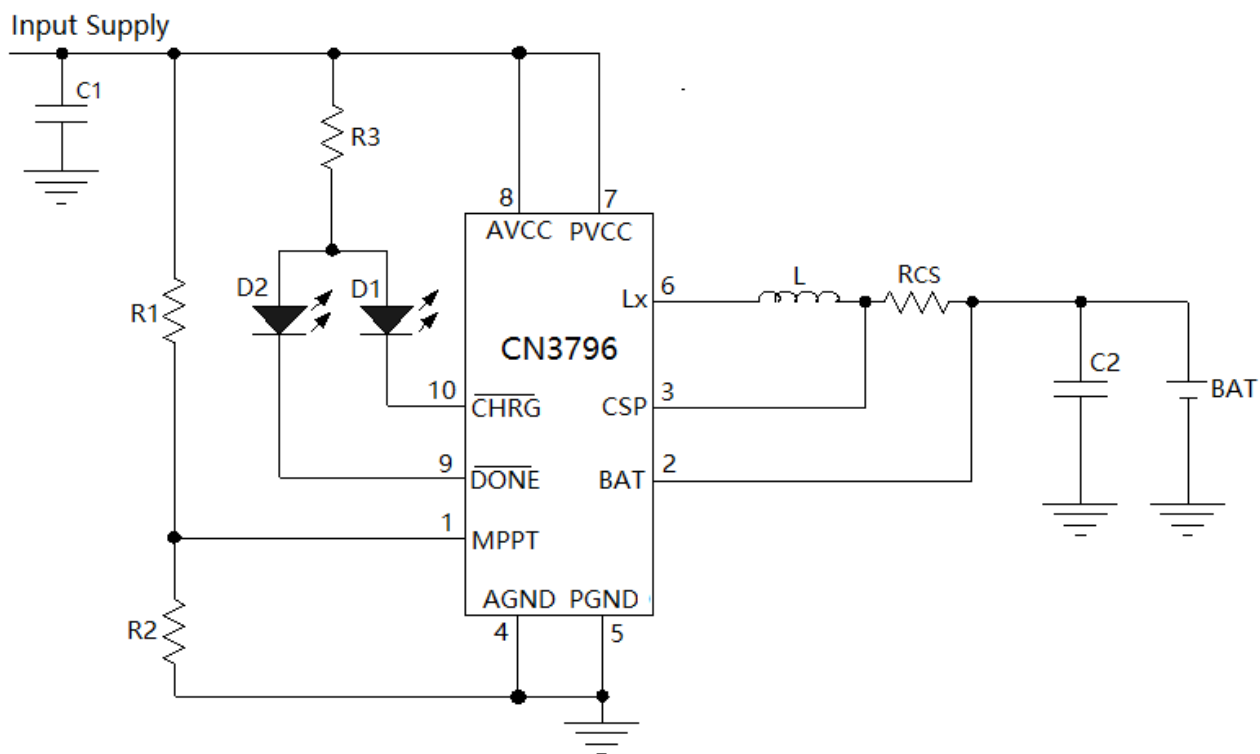 Input Supply
C1
R3
8
7
AVCC
PVCC
D2
D1
R1
Lx
6
L
RCS
CN3796
10
CHRG
CSP
3
C2
BAT
9
DONE
BAT
2
1
MPPT
AGND
PGND
R2
4
5